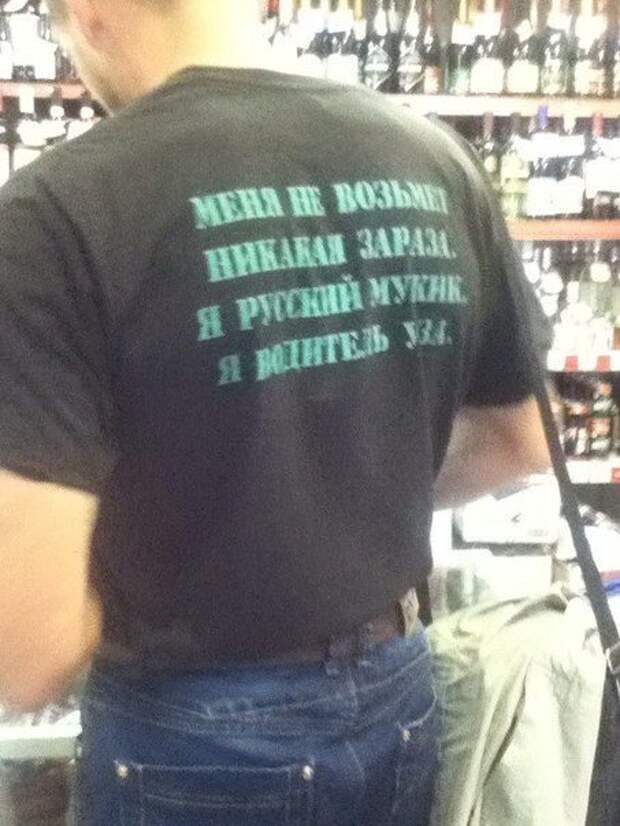 МЕНЯ НЕ ВОЗЬМЕТ
НИКАКАЯ ЗАРАЗА.
Я РУССКИЙ МУЖИК.
Я ВОДИТЕЛЬ УАЗ.